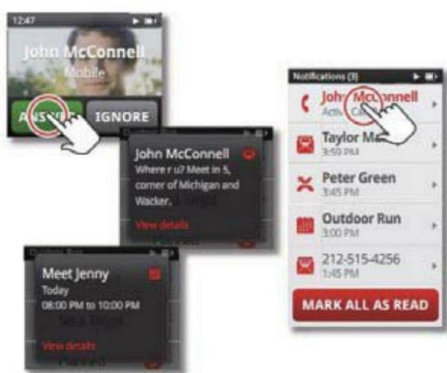 12:47
John McConnell
Mobile
IGNORE
John McConnell
Where r u? Meet in 5,
corner of Michigan and
Wacker.
View details
Meet Jenny
Today
08:00 PM to 10:00 PM
View details
Notifications (3)
John McConnell
Taylor
3:59 PM
Peter Green
3:45 PM
Outdoor Run
3:00 PM
212-515-4256
1:45 PM
MARK ALL AS READ